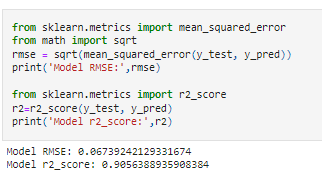 from sklearn.metrics import mean_squared_error
from math import sqrt
rmse = sqrt(mean_squared_error(y_test, y_pred))
print('Model RMSE:',rmse)
from sklearn.metrics import r2_score
r2=r2_score(y_test, y_pred)
print('Model r2_score:',r2)
Model RMSE: 0.06739242129331674
Model r2_score: 0.9056388935908384